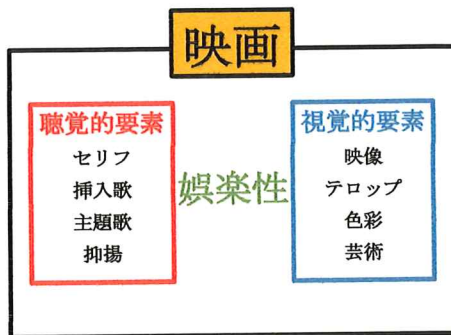 映画
聴覚的要素
セリフ
挿入歌
主題歌
抑揚
娯楽性
視覚的要素
映像
テロップ
色彩
芸術